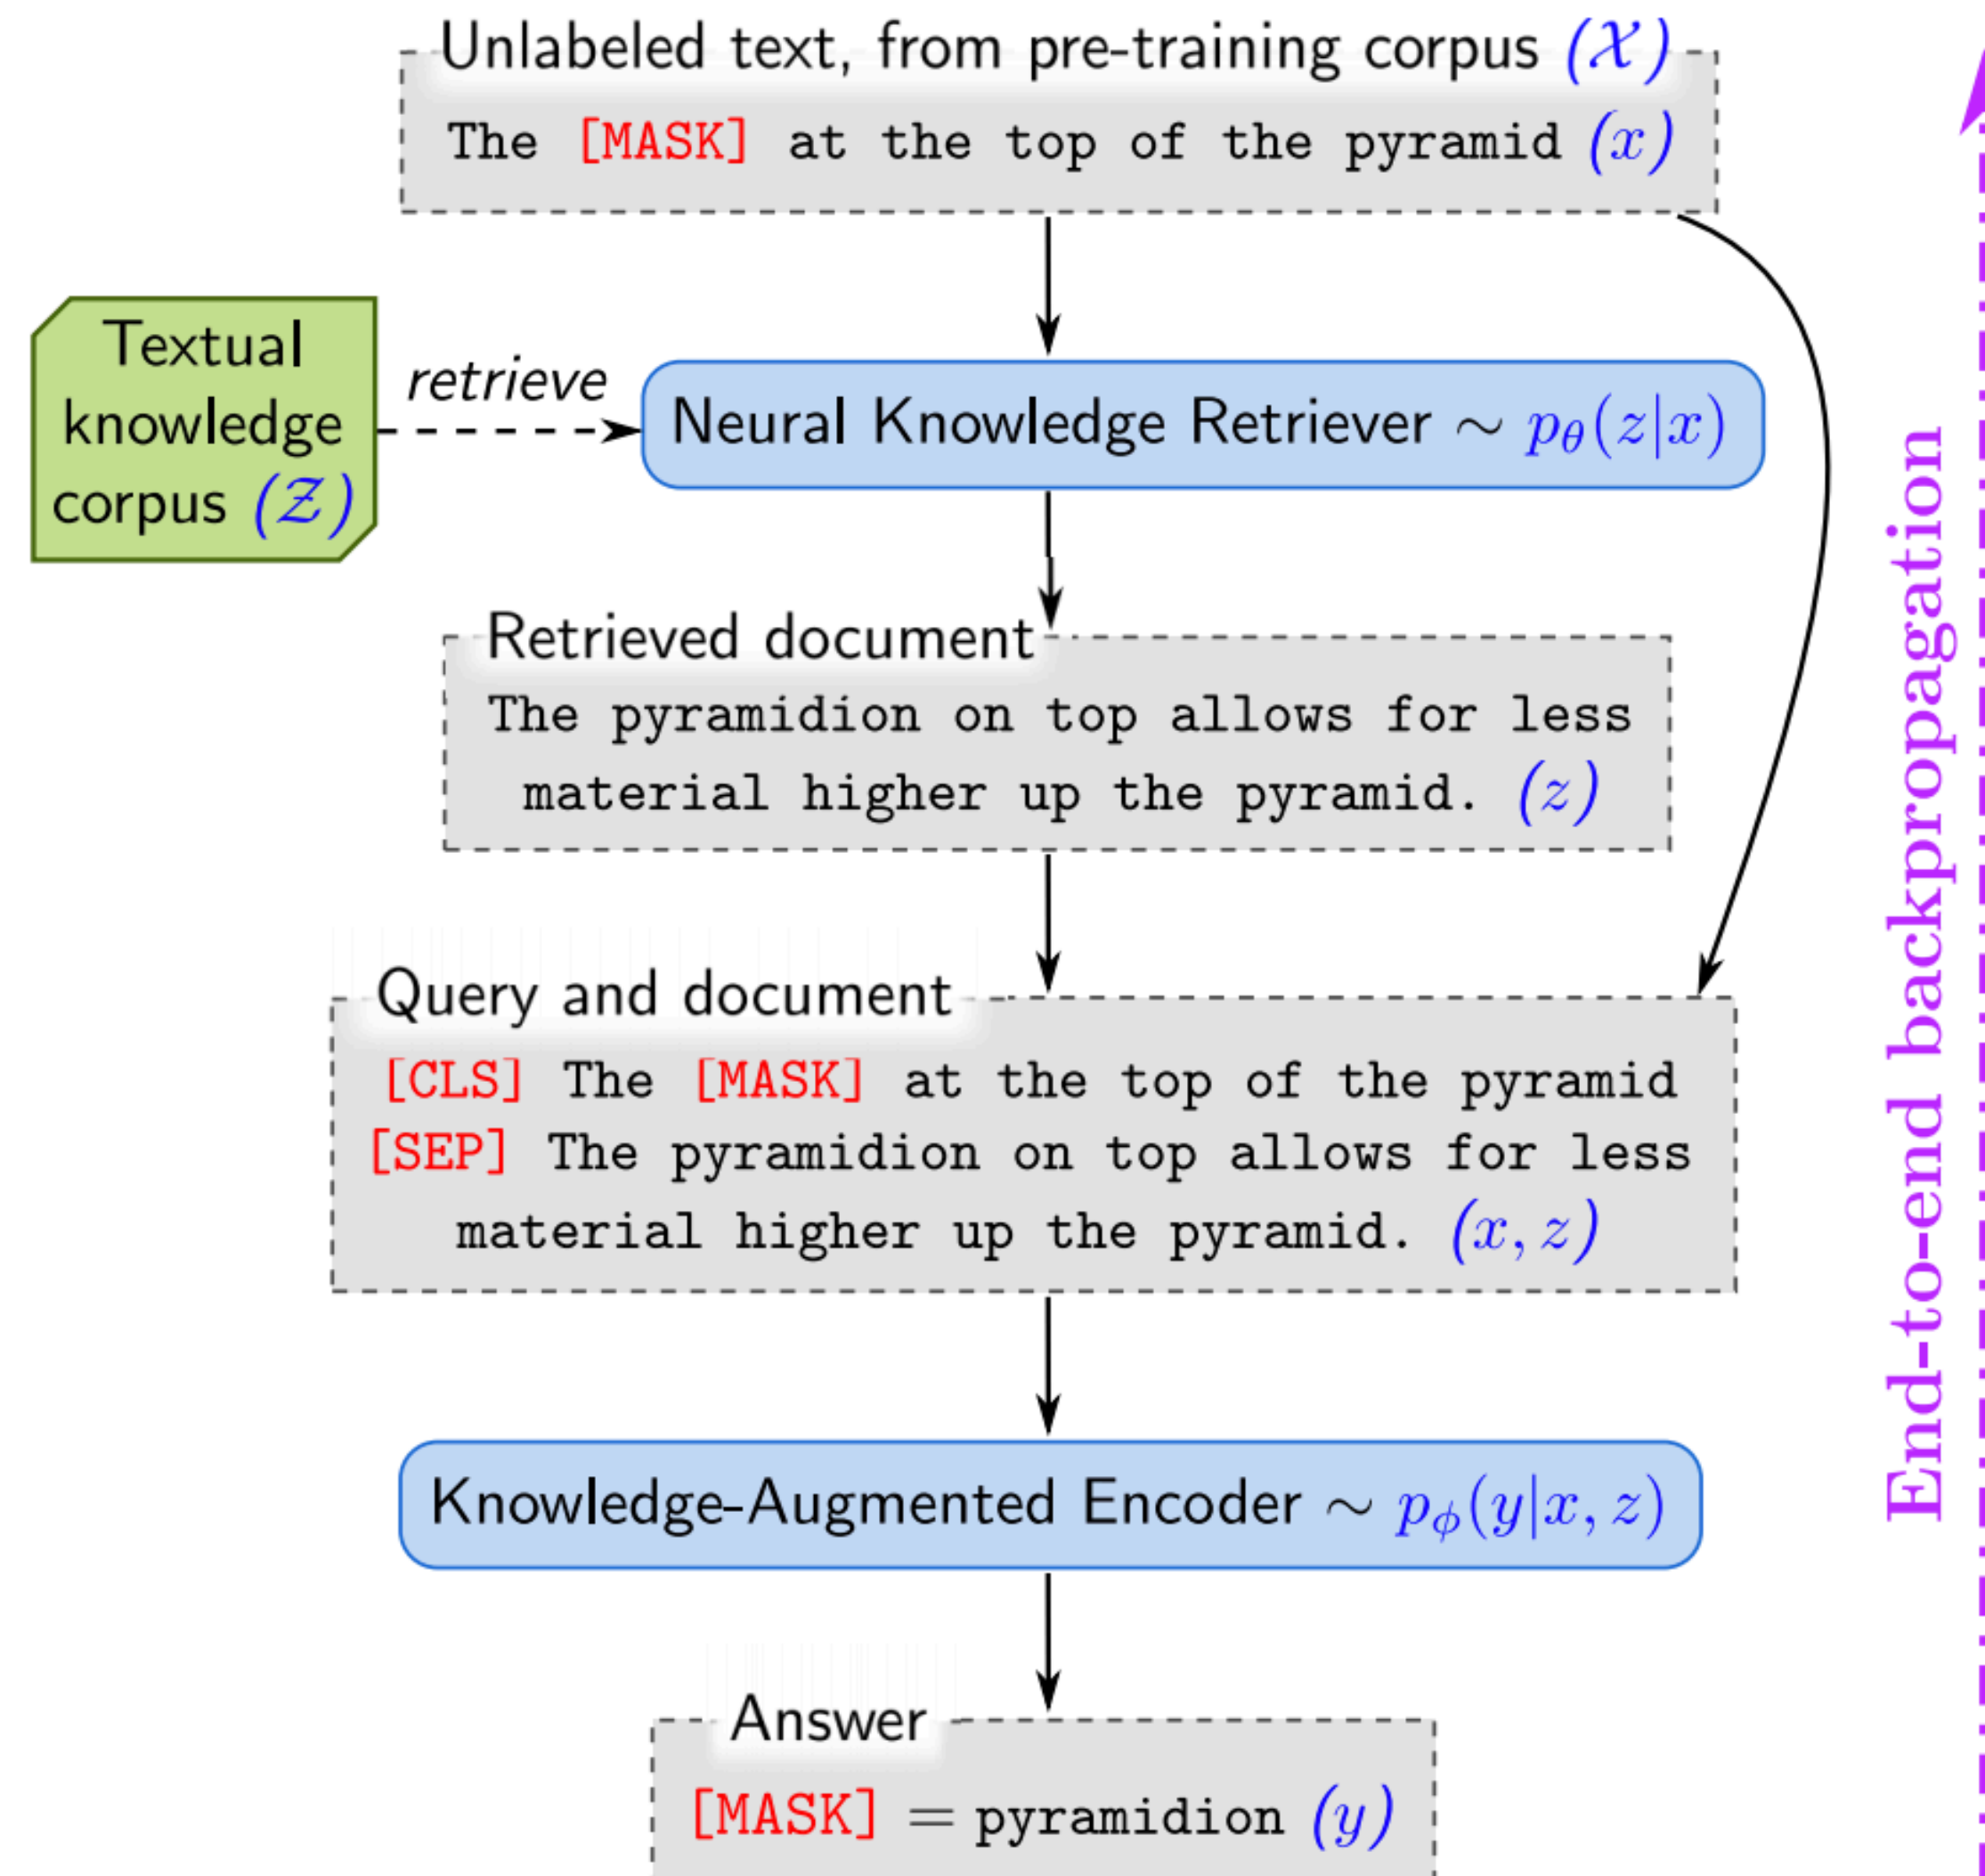 Unlabeled text, from pre-training corpus (𝒳)
The [MASK] at the top of the pyramid (x)
Textual
knowledge
corpus (𝒵)
retrieve
Neural Knowledge Retriever ~ pθ(z|x)
Retrieved document
The pyramidion on top allows for less
material higher up the pyramid. (z)
Query and document
[CLS] The [MASK] at the top of the pyramid
[SEP] The pyramidion on top allows for less
material higher up the pyramid. (x, z)
Knowledge-Augmented Encoder ~ pϕ(y|x, z)
Answer
[MASK] = pyramidion (y)
End-to-end backpropagation